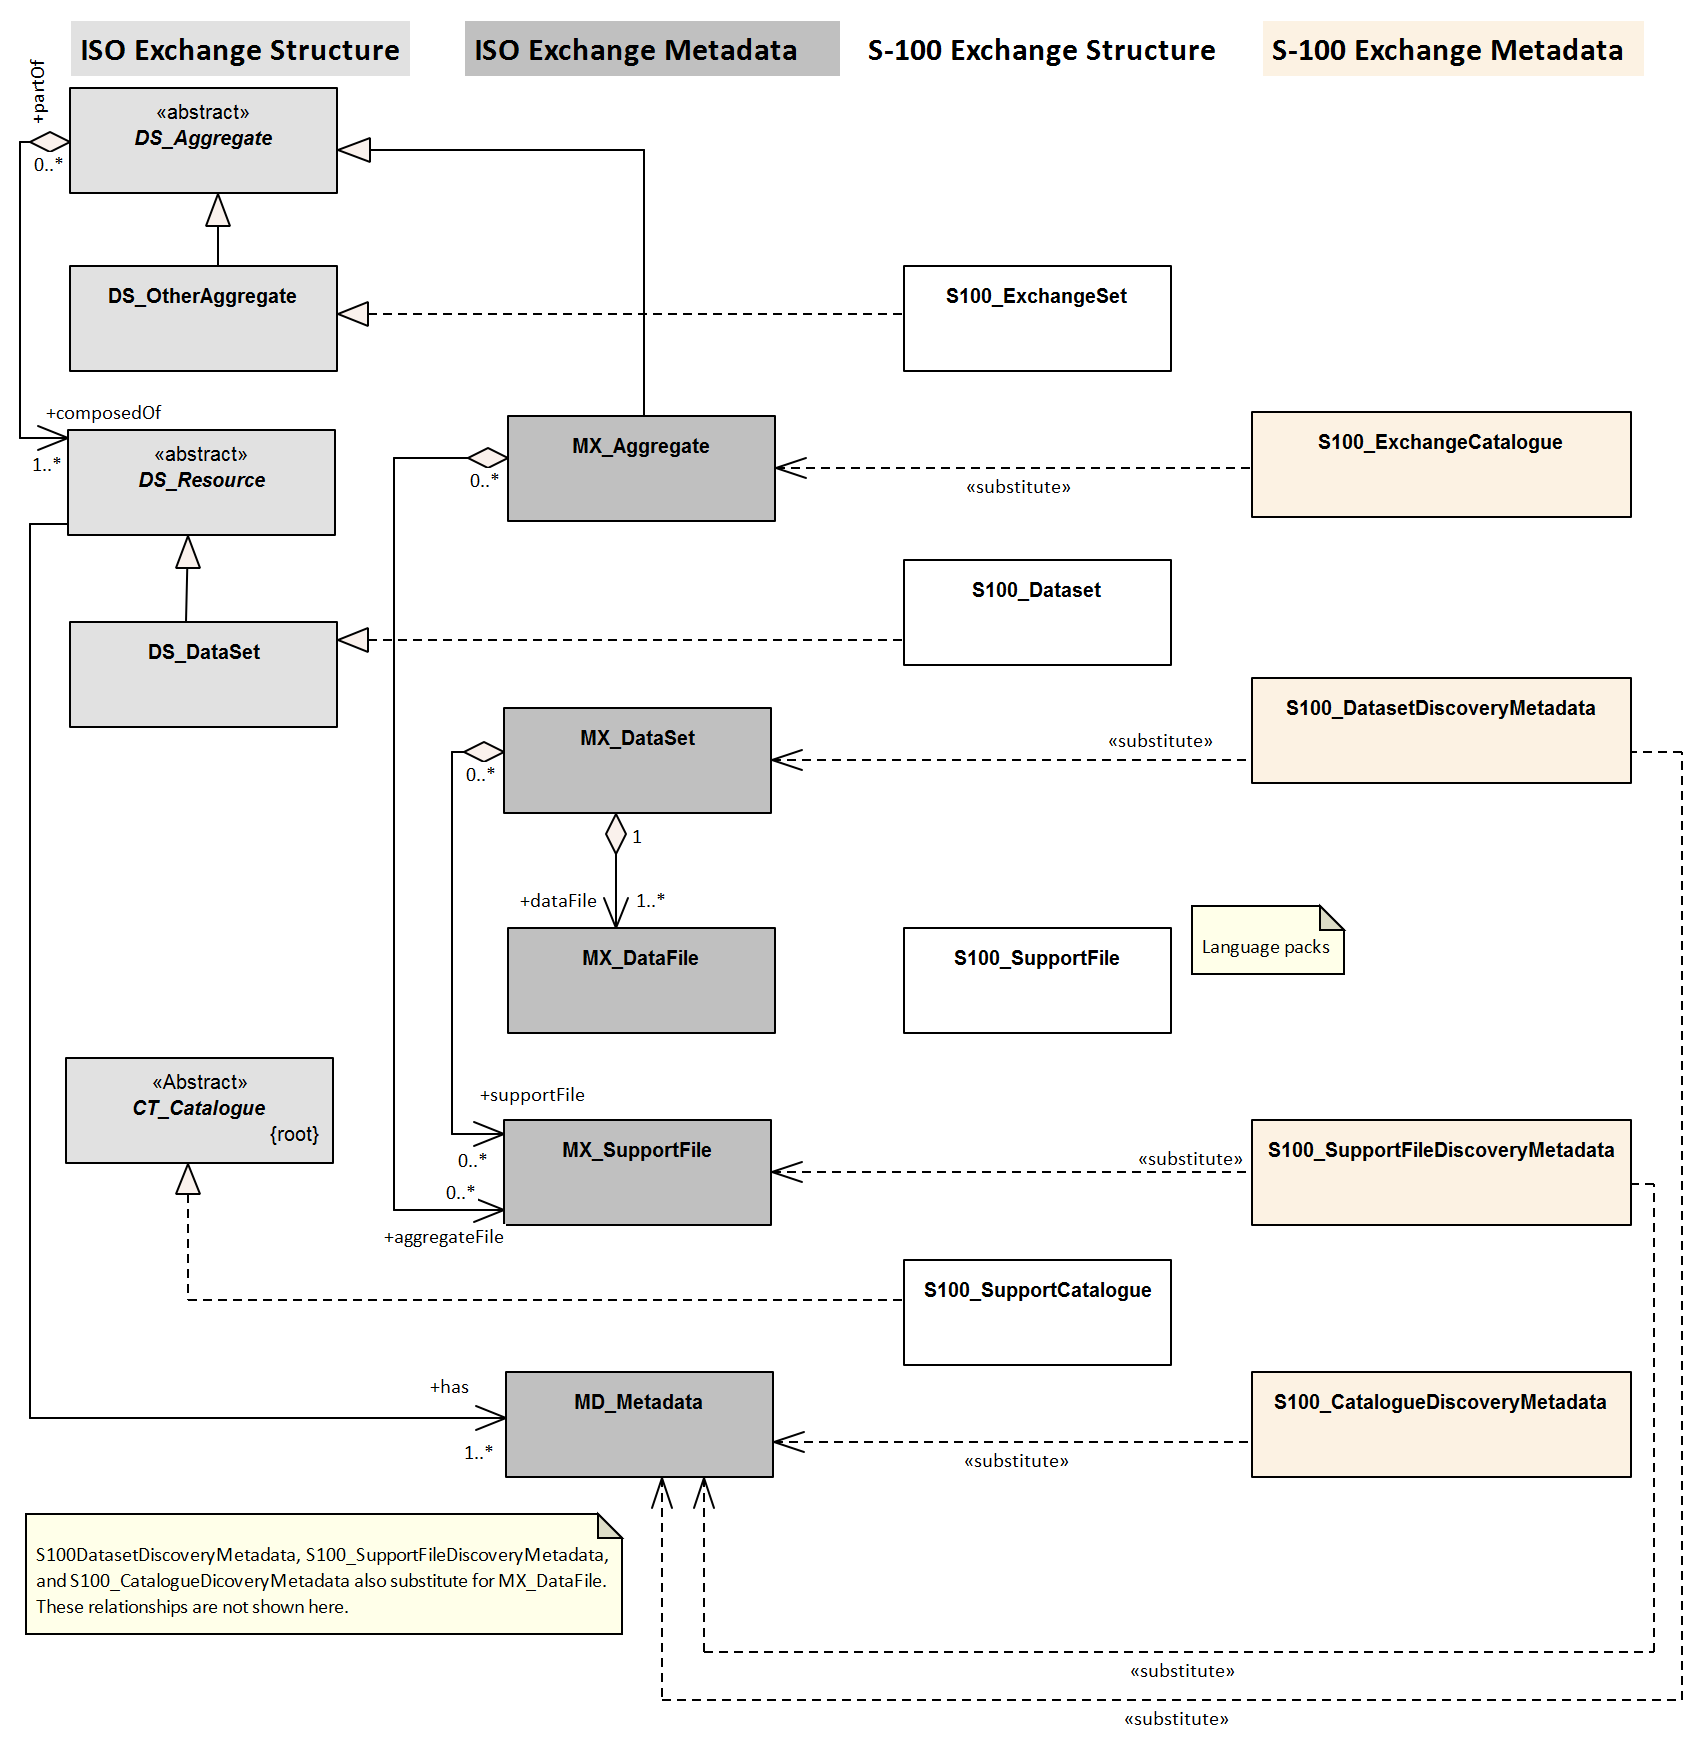 ISO Exchange Structure
ISO Exchange Metadata
S-100 Exchange Structure
S-100 Exchange Metadata
+partOf
«abstract»
DS_Aggregate
0..*
DS_OtherAggregate
S100_ExchangeSet
+composedOf
1..*
«abstract»
DS_Resource
MX_Aggregate
0..*
«substitute»
S100_ExchangeCatalogue
S100_Dataset
DS_DataSet
MX_DataSet
0..*
«substitute»
S100_DatasetDiscoveryMetadata
1
+dataFile
1..*
MX_DataFile
S100_SupportFile
Language packs
«Abstract»
CT_Catalogue
{root}
+supportFile
0..*
MX_SupportFile
0..*
+aggregateFile
«substitute»
S100_SupportFileDiscoveryMetadata
S100_SupportCatalogue
+has
1..*
MD_Metadata
«substitute»
S100_CatalogueDiscoveryMetadata
S100DatasetDiscoveryMetadata, S100_SupportFileDiscoveryMetadata,
and S100_CatalogueDicoveryMetadata also substitute for MX_DataFile.
These relationships are not shown here.
«substitute»
«substitute»